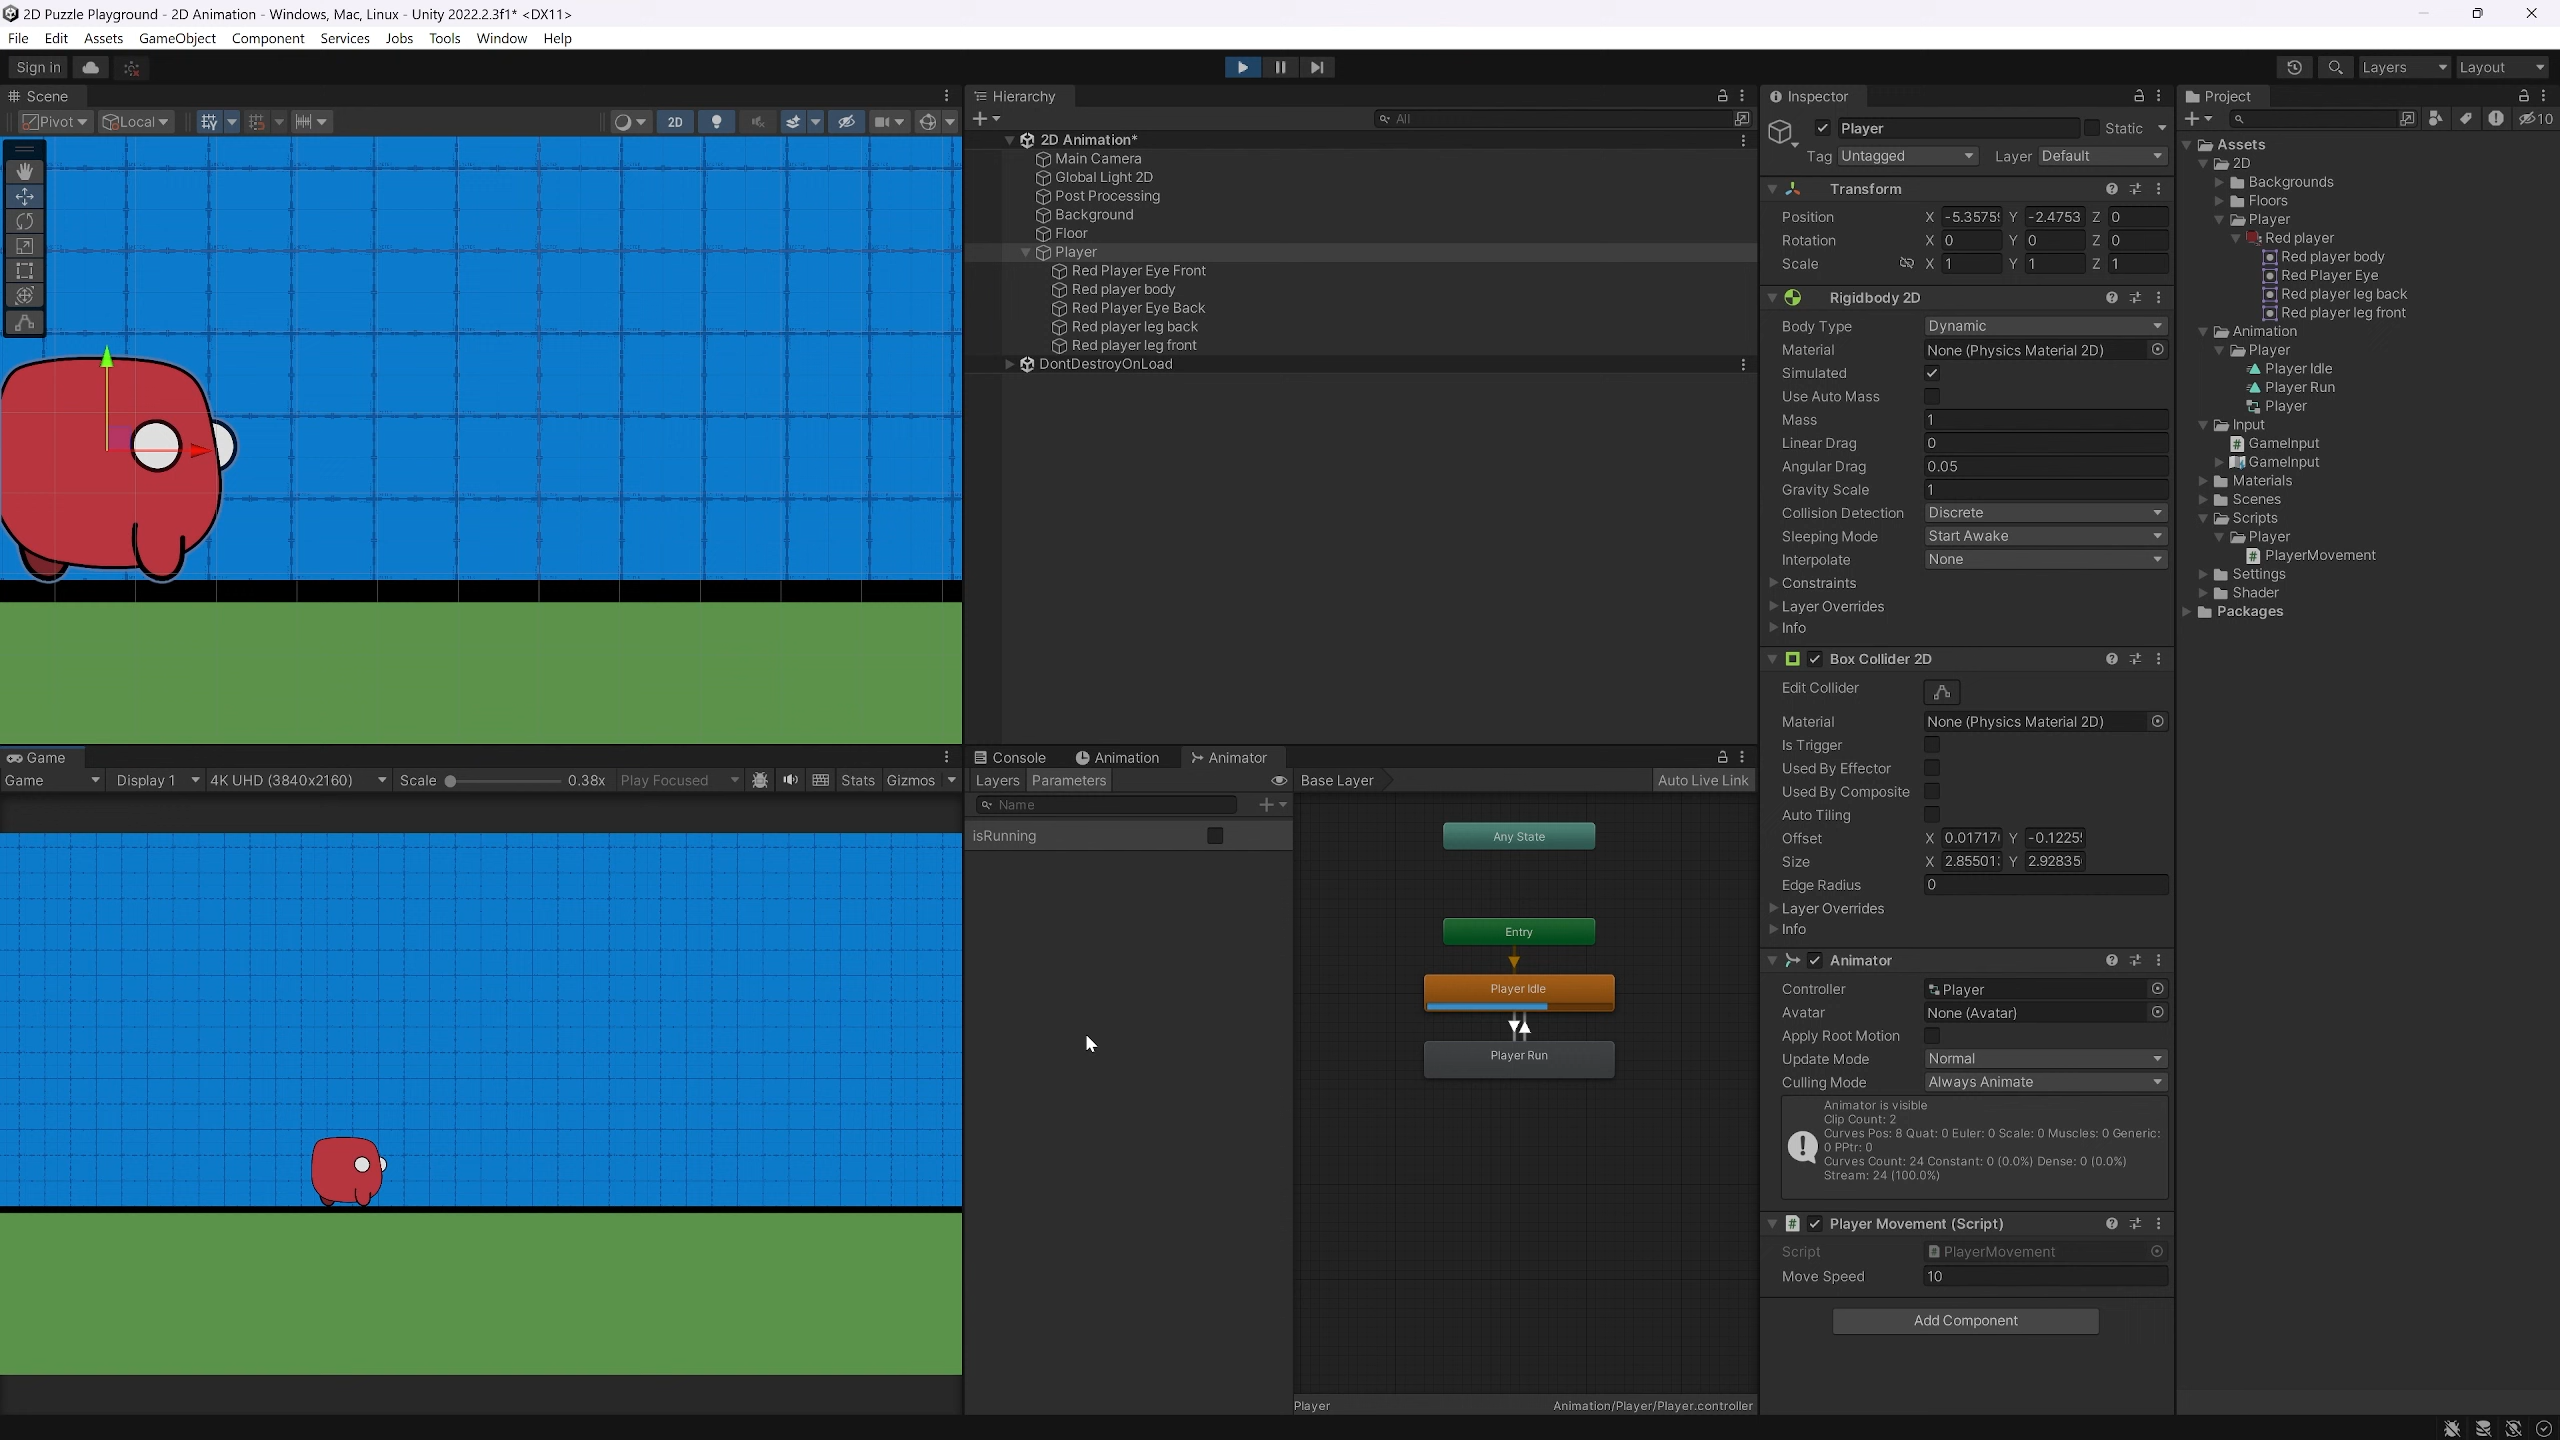 2D Puzzle Playground - 2D Animation - Windows, Mac, Linux - Unity 2022.2.3f1* <DX11>
File Edit Assets GameObject Component Services Jobs Tools Window Help
Sign in
Layers
Layout
Scene
Pivot
Local
2D
Game
Game
Display 1
4K UHD (3840x2160)
Scale
0.38x
Play Focused
Stats
Gizmos
Hierarchy
All
2D Animation*
Main Camera
Global Light 2D
Post Processing
Background
Floor
Player
Red Player Eye Front
Red player body
Red Player Eye Back
Red player leg back
Red player leg front
DontDestroyOnLoad
Console
Animation
Animator
Layers
Parameters
Base Layer
Auto Live Link
Name
isRunning
Any State
Entry
Player Idle
Player Run
Player
Animation/Player/Player.controller
Inspector
Player
Static
Tag Untagged
Layer Default
Transform
Position X -5.3575 Y -2.4753 Z 0
Rotation X 0 Y 0 Z 0
Scale X 1 Y 1 Z 1
Rigidbody 2D
Body Type Dynamic
Material None (Physics Material 2D)
Simulated
Use Auto Mass
Mass 1
Linear Drag 0
Angular Drag 0.05
Gravity Scale 1
Collision Detection Discrete
Sleeping Mode Start Awake
Interpolate None
Constraints
Layer Overrides
Info
Box Collider 2D
Edit Collider
Material None (Physics Material 2D)
Is Trigger
Used By Effector
Used By Composite
Auto Tiling
Offset X 0.01717 Y -0.1225
Size X 2.85501 Y 2.92835
Edge Radius 0
Layer Overrides
Info
Animator
Controller Player
Avatar None (Avatar)
Apply Root Motion
Update Mode Normal
Culling Mode Always Animate
Animator is visible
Clip Count: 2
Curves Pos: 8 Quat: 0 Euler: 0 Scale: 0 Muscles: 0 Generic:
0 PPtr: 0
Curves Count: 24 Constant: 0 (0.0%) Dense: 0 (0.0%)
Stream: 24 (100.0%)
Player Movement (Script)
Script PlayerMovement
Move Speed 10
Add Component
Project
10
Assets
2D
Backgrounds
Floors
Player
Red player
Red player body
Red Player Eye
Red player leg back
Red player leg front
Animation
Player
Player Idle
Player Run
Player
Input
GameInput
GameInput
Materials
Scenes
Scripts
Player
PlayerMovement
Settings
Shader
Packages